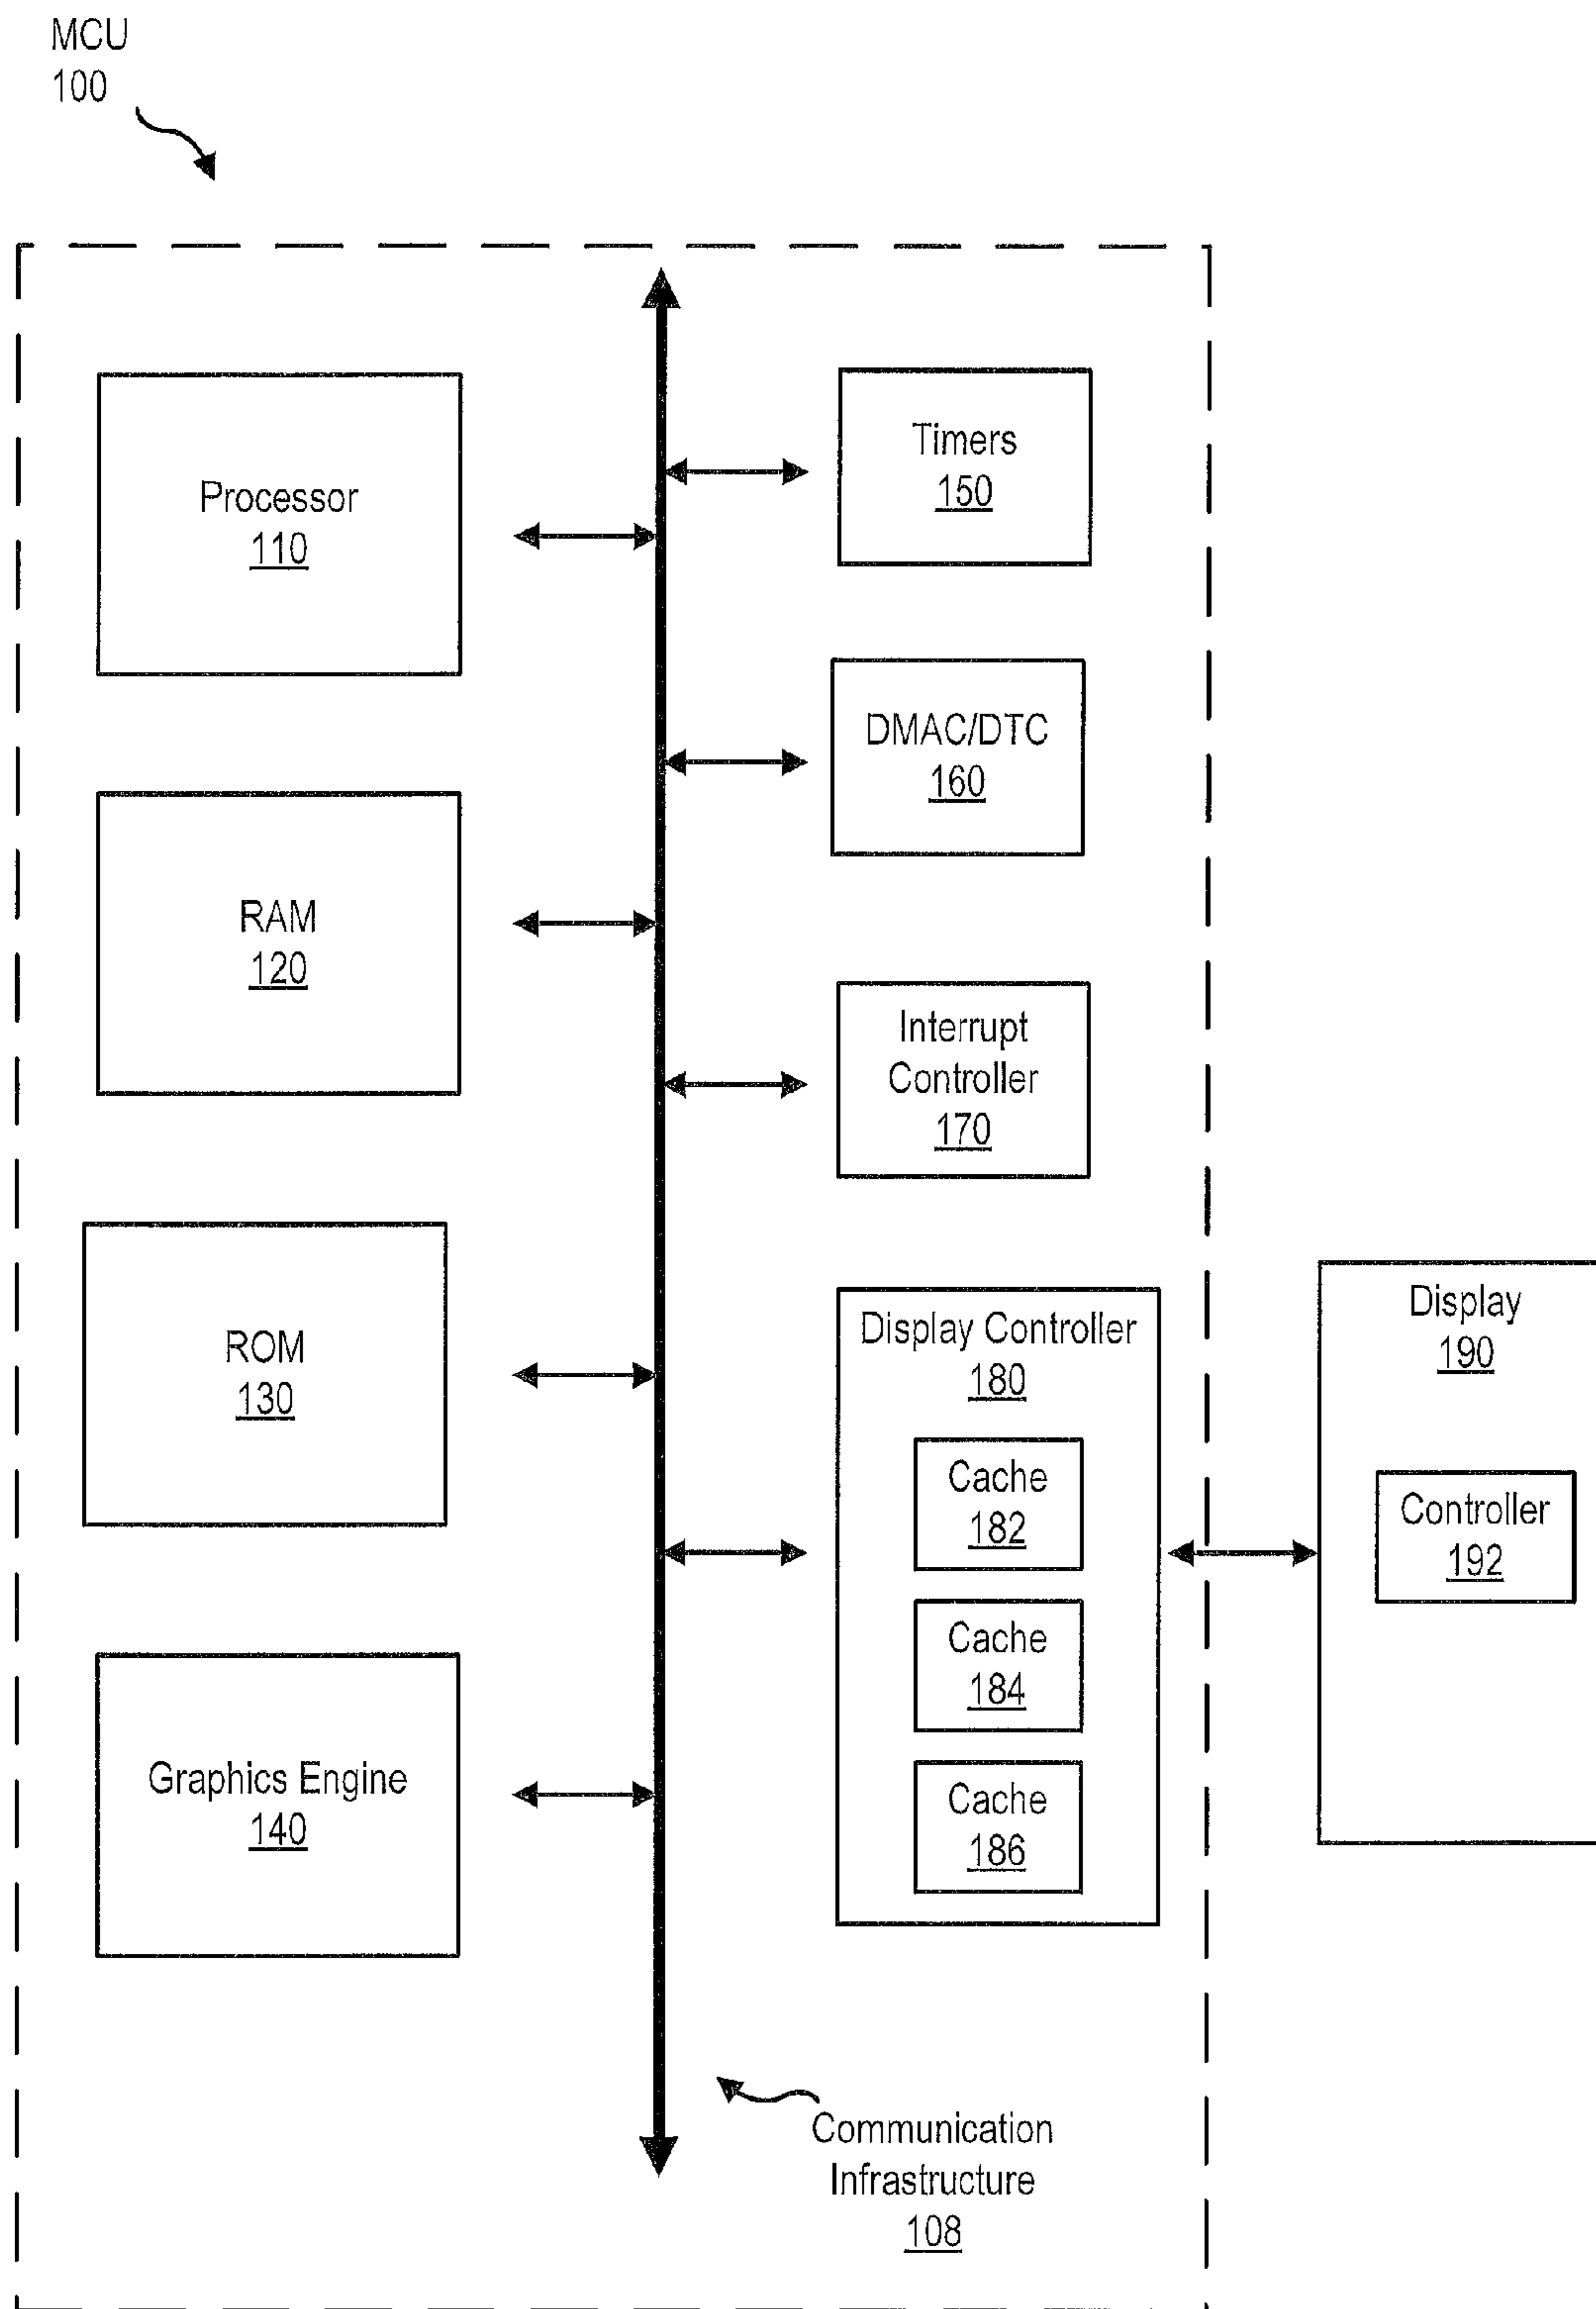 MCU
100
Processor
110
RAM
120
ROM
130
Graphics Engine
140
Timers
150
DMAC/DTC
160
Interrupt
Controller
170
Display Controller
180
Cache
182
Cache
184
Cache
186
Display
190
Controller
192
Communication
Infrastructure
108